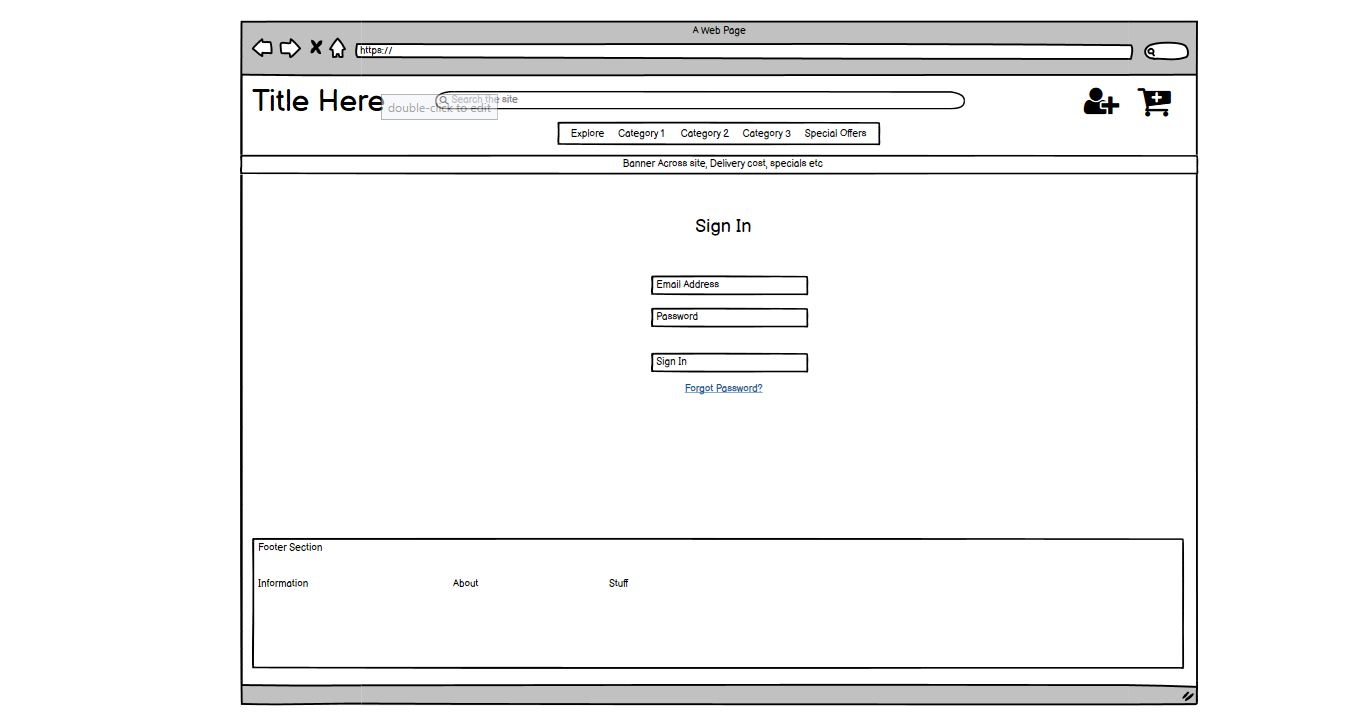 A Web Page
https://
Title Here
double-click to edit
Search the site
Explore Category 1 Category 2 Category 3 Special Offers
Banner Across site, Delivery cost, specials etc
Sign In
Email Address
Password
Sign In
Forgot Password?
Footer Section
Information About Stuff